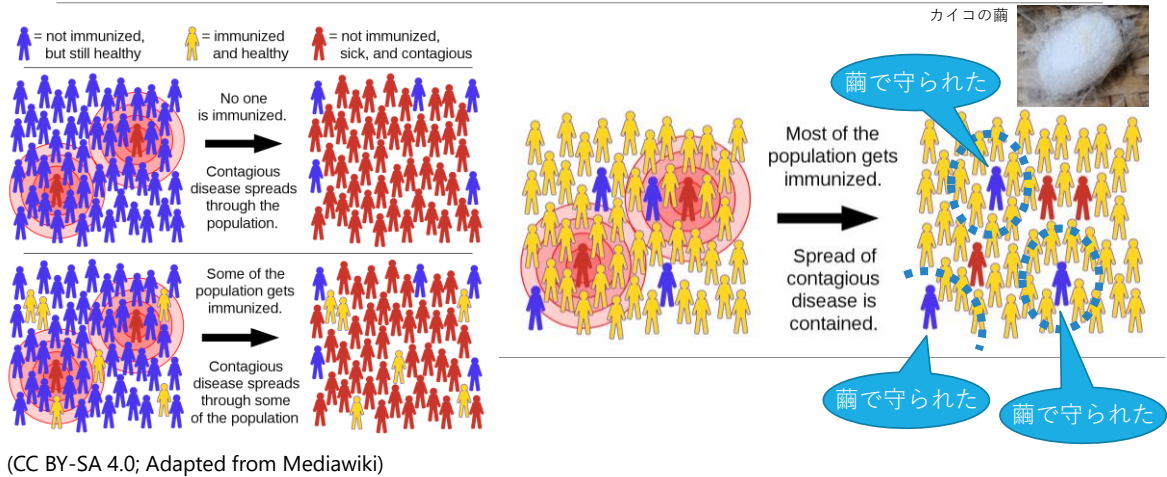 = not immunized,
but still healthy
= immunized
and healthy
= not immunized,
sick, and contagious
No one
is immunized.
Contagious
disease spreads
through the
population.
Some of the
population gets
immunized.
Contagious
disease spreads
through some
of the population
(CC BY-SA 4.0; Adapted from Mediawiki)
カイコの繭
繭で守られた
Most of the
population gets
immunized.
Spread of
contagious
disease is
contained.
繭で守られた
繭で守られた